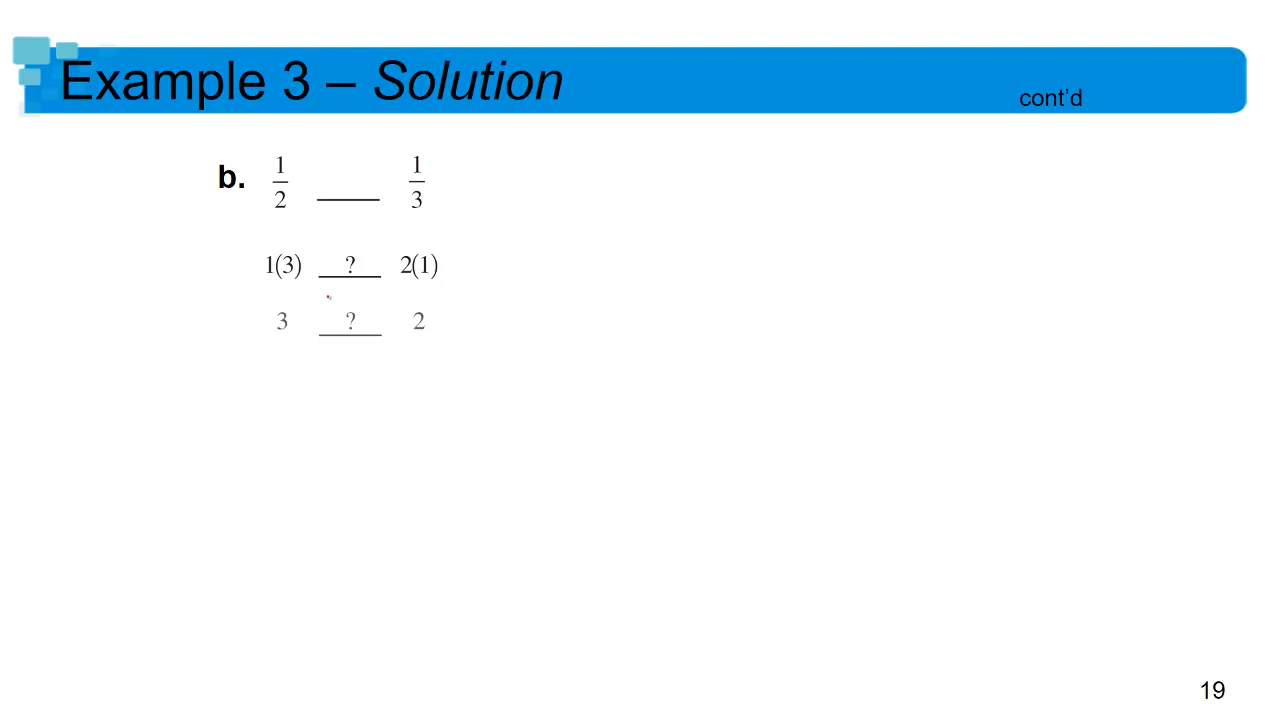 Example 3 – Solution
cont'd
b. 1/2 ____ 1/3
1(3) ? 2(1)
3 ? 2
19